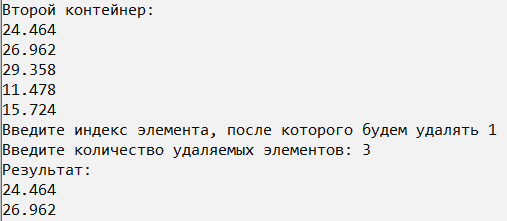 Второй контейнер:
24.464
26.962
29.358
11.478
15.724
Введите индекс элемента, после которого будем удалять 1
Введите количество удаляемых элементов: 3
Результат:
24.464
26.962